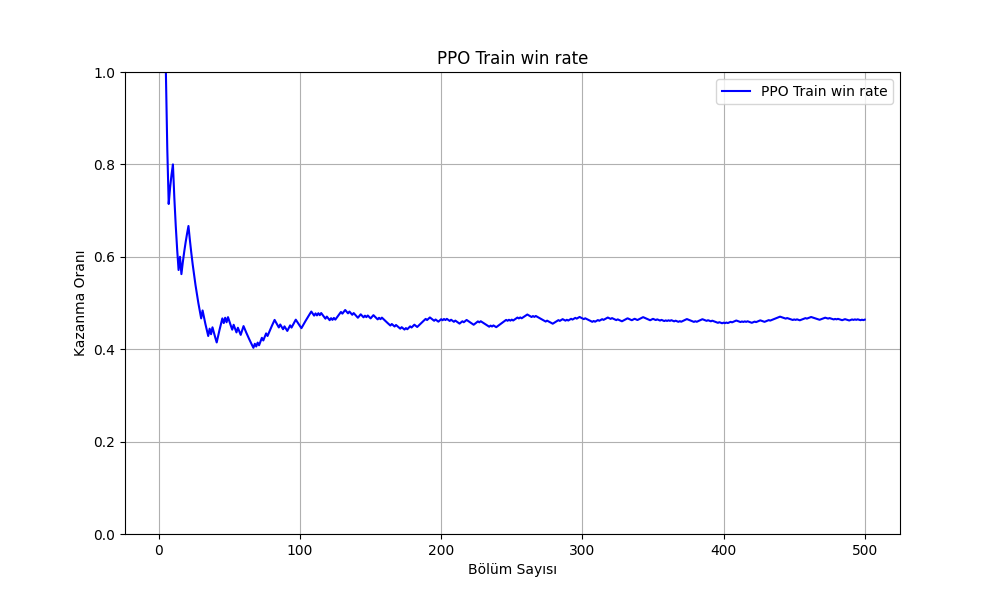 PPO Train win rate
PPO Train win rate
1.0
0.8
0.6
0.4
0.2
0.0
Kazanma Oranı
0 100 200 300 400 500
Bölüm Sayısı